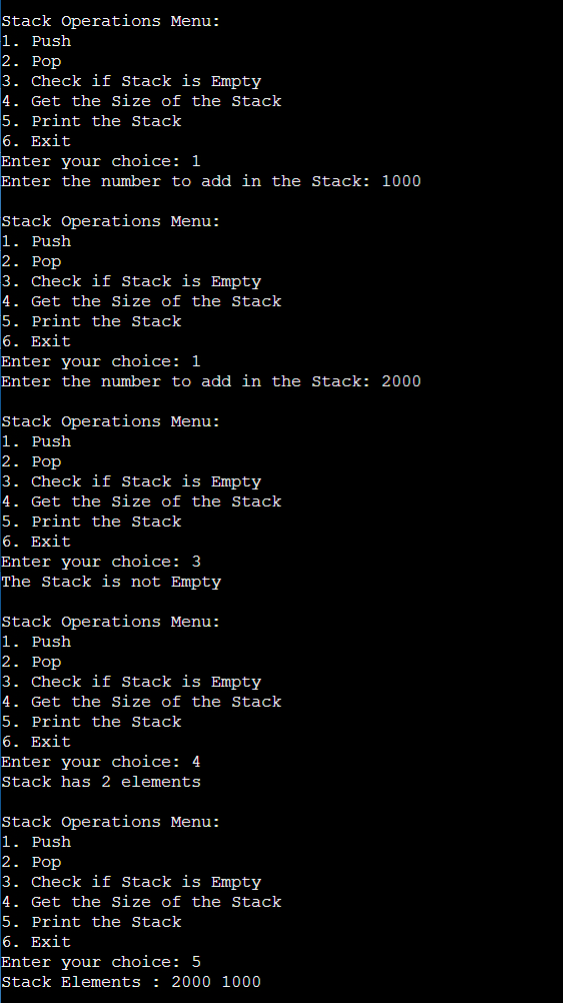 Stack Operations Menu:
1. Push
2. Pop
3. Check if Stack is Empty
4. Get the Size of the Stack
5. Print the Stack
6. Exit
Enter your choice: 1
Enter the number to add in the Stack: 1000
Stack Operations Menu:
1. Push
2. Pop
3. Check if Stack is Empty
4. Get the Size of the Stack
5. Print the Stack
6. Exit
Enter your choice: 1
Enter the number to add in the Stack: 2000
Stack Operations Menu:
1. Push
2. Pop
3. Check if Stack is Empty
4. Get the Size of the Stack
5. Print the Stack
6. Exit
Enter your choice: 3
The Stack is not Empty
Stack Operations Menu:
1. Push
2. Pop
3. Check if Stack is Empty
4. Get the Size of the Stack
5. Print the Stack
6. Exit
Enter your choice: 4
Stack has 2 elements
Stack Operations Menu:
1. Push
2. Pop
3. Check if Stack is Empty
4. Get the Size of the Stack
5. Print the Stack
6. Exit
Enter your choice: 5
Stack Elements : 2000 1000